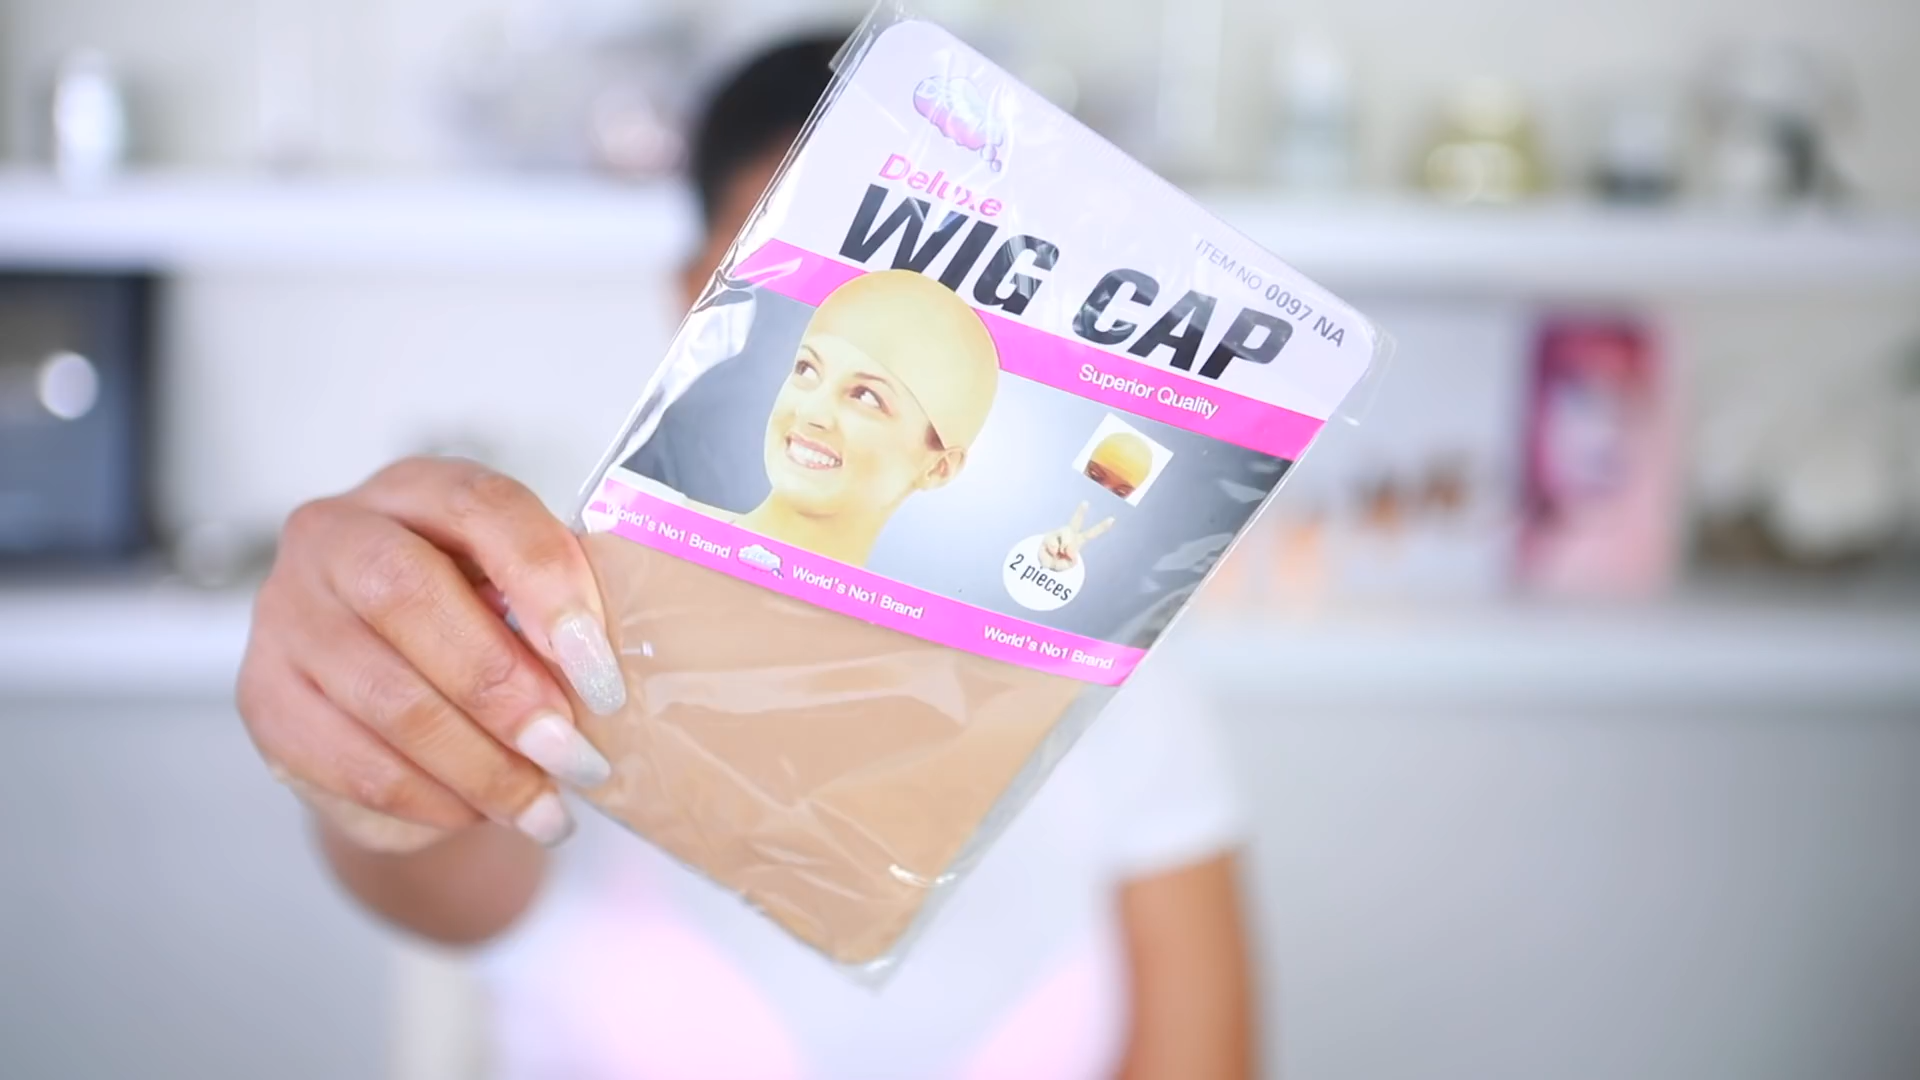 Deluxe
WIG CAP
ITEM NO 0097 NA
Superior Quality
2 pieces
World's No1 Brand
World's No1 Brand
World's No1 Brand